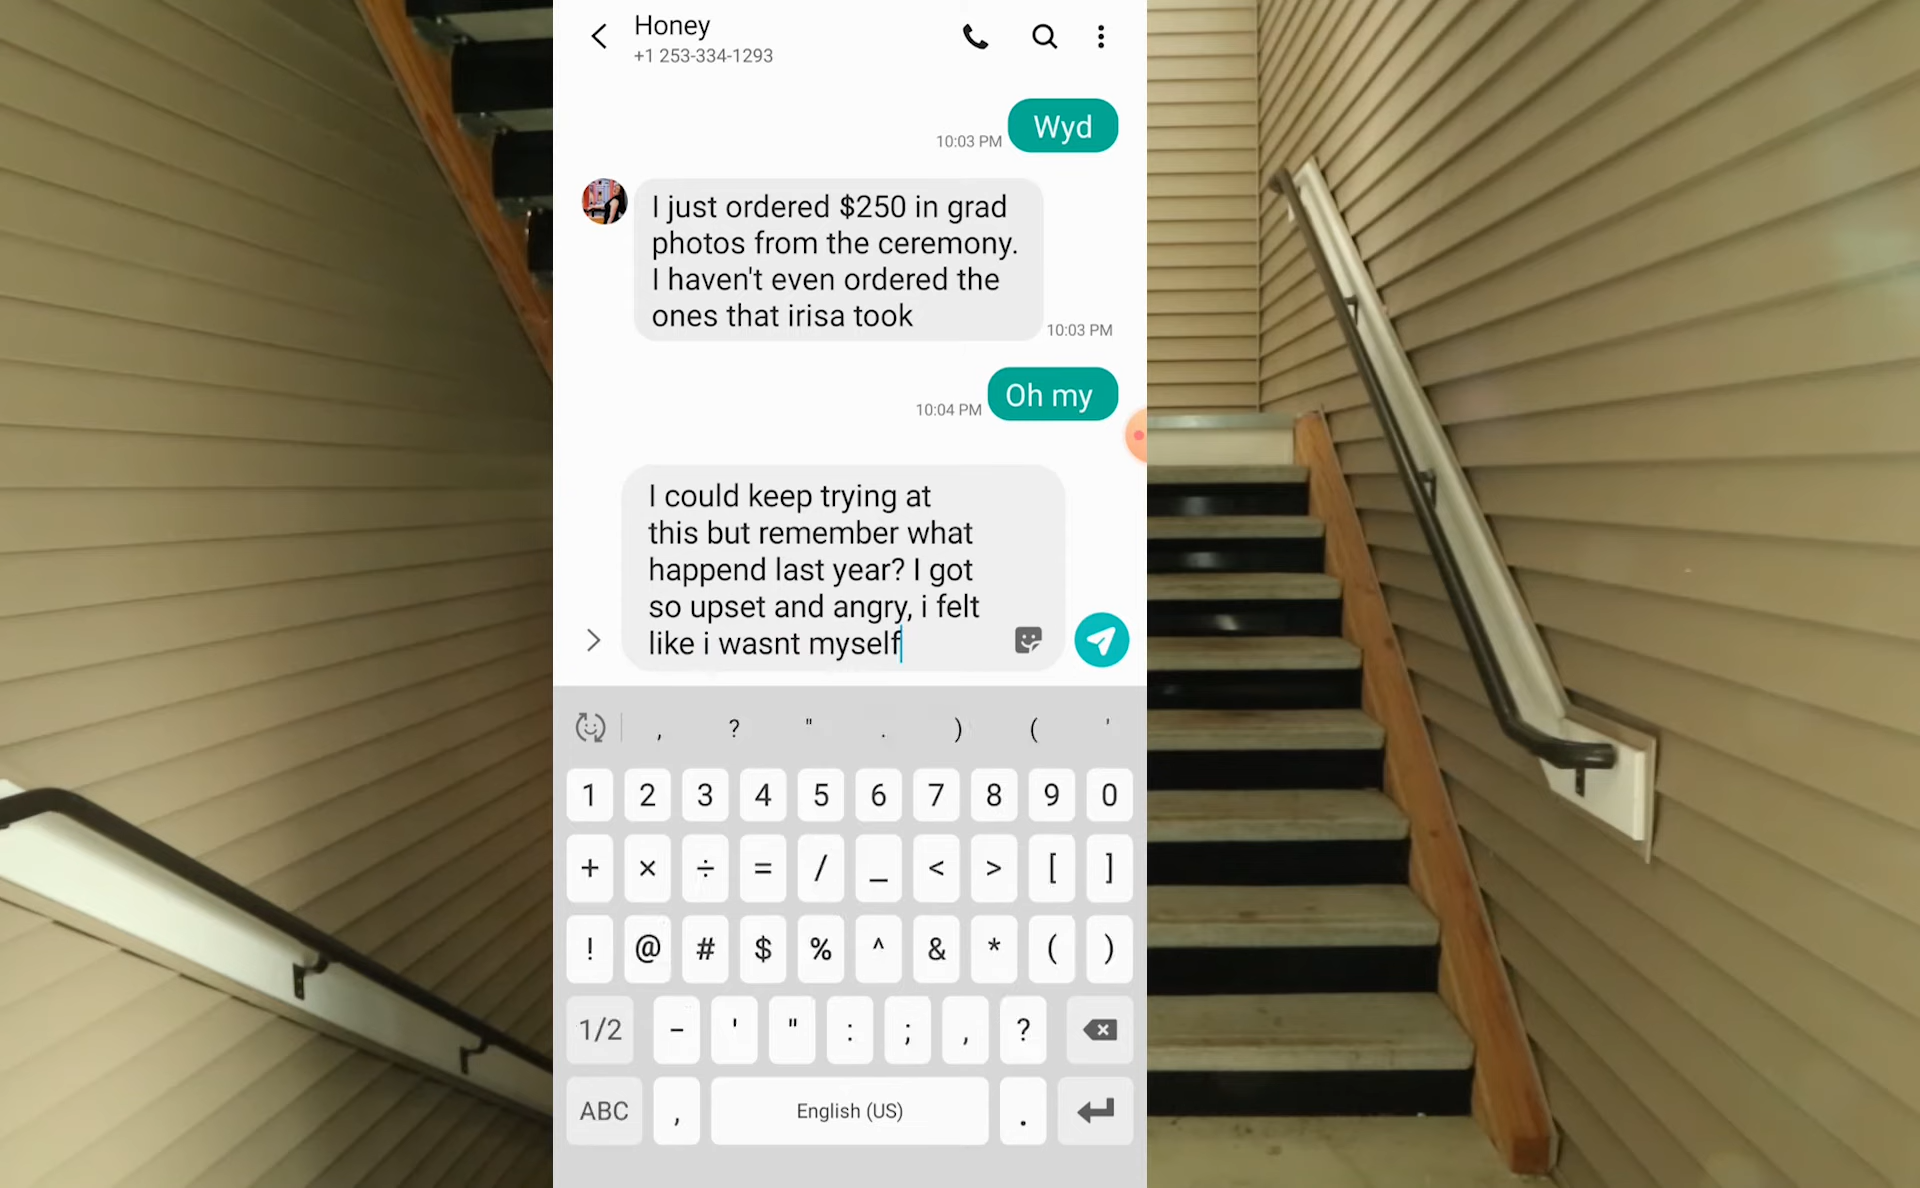 Honey
+1 253-334-1293
Wyd
10:03 PM
I just ordered $250 in grad
photos from the ceremony.
I haven't even ordered the
ones that irisa took
10:03 PM
Oh my
10:04 PM
I could keep trying at
this but remember what
happend last year? I got
so upset and angry, i felt
like i wasnt myself
, ? " . ) ( '
1 2 3 4 5 6 7 8 9 0
+ × ÷ = / _ < > [ ]
! @ # $ % ^ & * ( )
1/2 - ' " : ; , ?
ABC , English (US) .